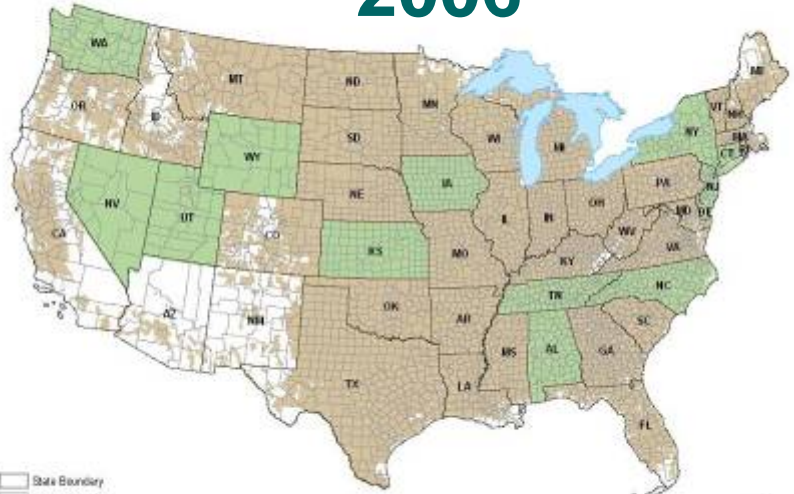 2006
WA
MT
ND
MN
OR
ID
SD
WI
MI
ME
VT
NH
NY
MA
CT
WY
IA
NE
PA
NJ
NV
UT
CO
IL
IN
OH
MD
DE
CA
KS
MO
WV
VA
KY
AZ
NM
OK
AR
TN
NC
SC
TX
LA
MS
AL
GA
FL
State Boundary